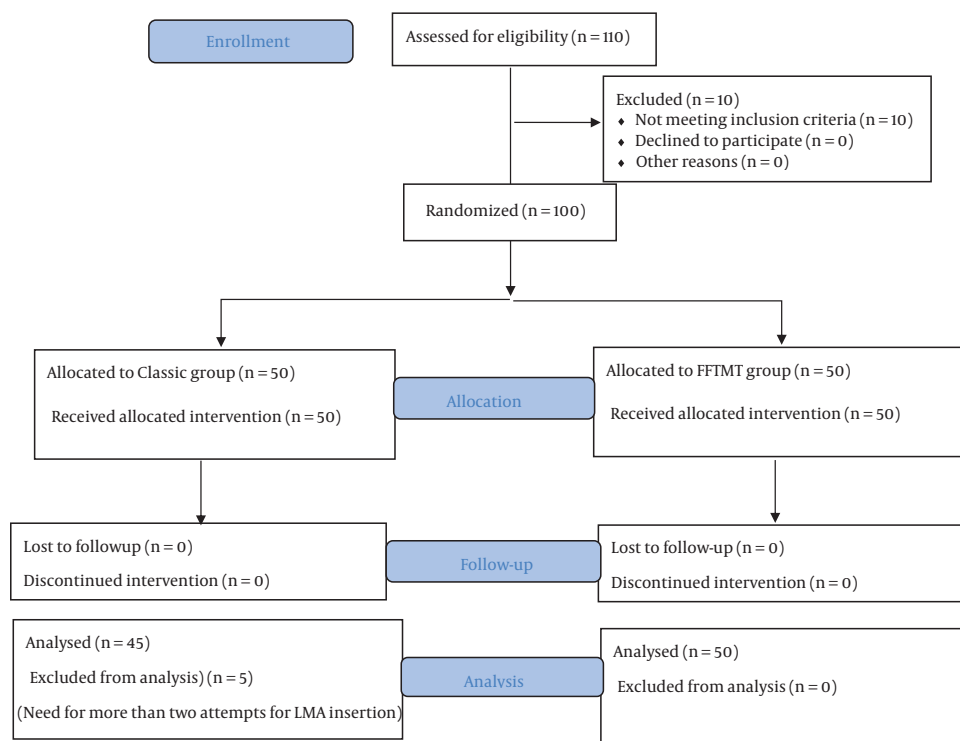 Enrollment
Assessed for eligibility (n = 110)
Excluded (n = 10)
♦ Not meeting inclusion criteria (n = 10)
♦ Declined to participate (n = 0)
♦ Other reasons (n = 0)
Randomized (n = 100)
Allocated to Classic group (n = 50)
Received allocated intervention (n = 50)
Allocation
Allocated to FFTMT group (n = 50)
Received allocated intervention (n = 50)
Lost to followup (n = 0)
Discontinued intervention (n = 0)
Follow-up
Lost to follow-up (n = 0)
Discontinued intervention (n = 0)
Analysed (n = 45)
Excluded from analysis) (n = 5)
(Need for more than two attempts for LMA insertion)
Analysis
Analysed (n = 50)
Excluded from analysis (n = 0)